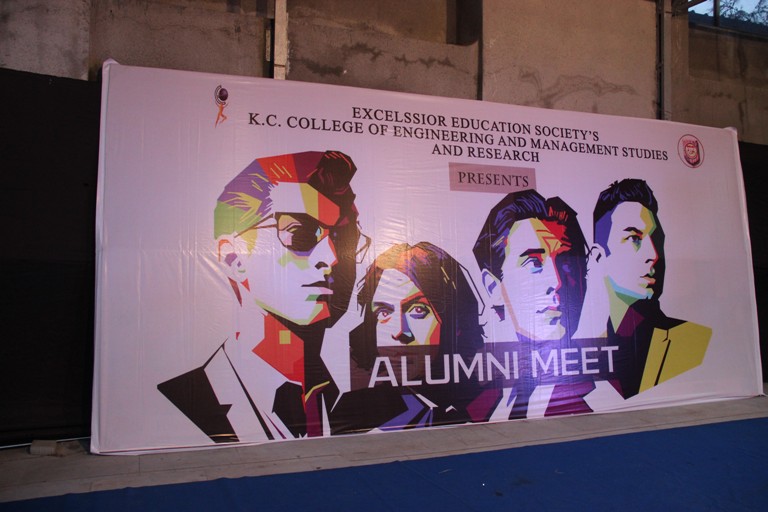 EXCELSSIOR EDUCATION SOCIETY'S
K.C. COLLEGE OF ENGINEERING AND MANAGEMENT STUDIES
AND RESEARCH
PRESENTS
ALUMNI MEET